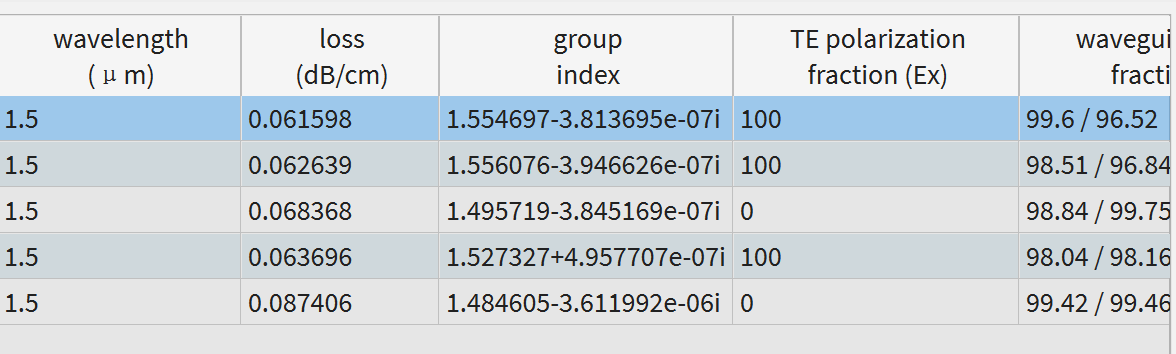 wavelength loss group TE polarization wavegui
( μ m) (dB/cm) index fraction (Ex) fracti
1.5 0.061598 1.554697-3.813695e-07i 100 99.6 / 96.52
1.5 0.062639 1.556076-3.946626e-07i 100 98.51 / 96.84
1.5 0.068368 1.495719-3.845169e-07i 0 98.84 / 99.75
1.5 0.063696 1.527327+4.957707e-07i 100 98.04 / 98.16
1.5 0.087406 1.484605-3.611992e-06i 0 99.42 / 99.46